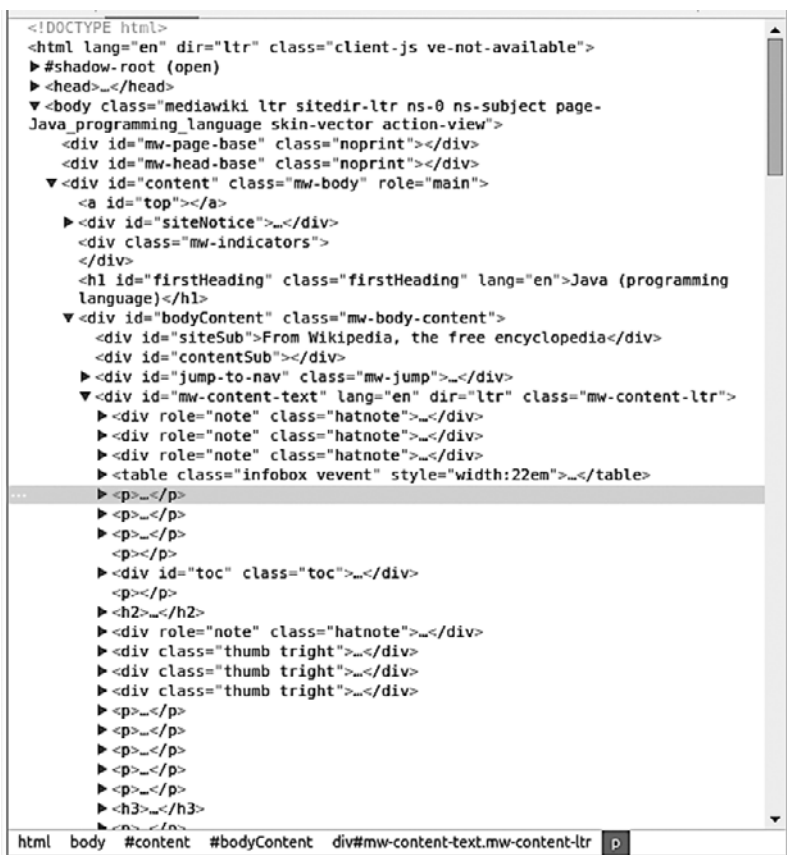 <!DOCTYPE html>
<html lang="en" dir="ltr" class="client-js ve-not-available">
▶#shadow-root (open)
▶<head>…</head>
▼<body class="mediawiki ltr sitedir-ltr ns-0 ns-subject page-
Java_programming_language skin-vector action-view">
<div id="mw-page-base" class="noprint"></div>
<div id="mw-head-base" class="noprint"></div>
▼<div id="content" class="mw-body" role="main">
<a id="top"></a>
▶<div id="siteNotice">…</div>
<div class="mw-indicators">
</div>
<h1 id="firstHeading" class="firstHeading" lang="en">Java (programming
language)</h1>
▼<div id="bodyContent" class="mw-body-content">
<div id="siteSub">From Wikipedia, the free encyclopedia</div>
<div id="contentSub"></div>
▶<div id="jump-to-nav" class="mw-jump">…</div>
▼<div id="mw-content-text" lang="en" dir="ltr" class="mw-content-ltr">
▶<div role="note" class="hatnote">…</div>
▶<div role="note" class="hatnote">…</div>
▶<div role="note" class="hatnote">…</div>
▶<table class="infobox vevent" style="width:22em">…</table>
... ▶<p>…</p>
▶<p>…</p>
▶<p>…</p>
<p></p>
▶<div id="toc" class="toc">…</div>
<p></p>
▶<h2>…</h2>
▶<div role="note" class="hatnote">…</div>
▶<div class="thumb tright">…</div>
▶<div class="thumb tright">…</div>
▶<div class="thumb tright">…</div>
▶<p>…</p>
▶<p>…</p>
▶<p>…</p>
▶<p>…</p>
▶<p>…</p>
▶<h3>…</h3>
html body #content #bodyContent div#mw-content-text.mw-content-ltr p